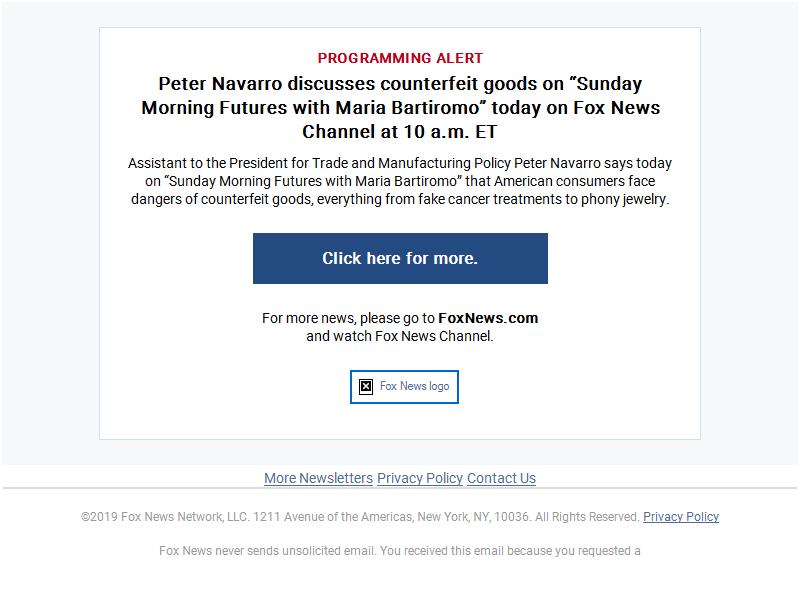 PROGRAMMING ALERT
Peter Navarro discusses counterfeit goods on “Sunday
Morning Futures with Maria Bartiromo” today on Fox News
Channel at 10 a.m. ET
Assistant to the President for Trade and Manufacturing Policy Peter Navarro says today
on “Sunday Morning Futures with Maria Bartiromo” that American consumers face
dangers of counterfeit goods, everything from fake cancer treatments to phony jewelry.
Click here for more.
For more news, please go to FoxNews.com
and watch Fox News Channel.
Fox News logo
More Newsletters Privacy Policy Contact Us
©2019 Fox News Network, LLC. 1211 Avenue of the Americas, New York, NY, 10036. All Rights Reserved. Privacy Policy
Fox News never sends unsolicited email. You received this email because you requested a